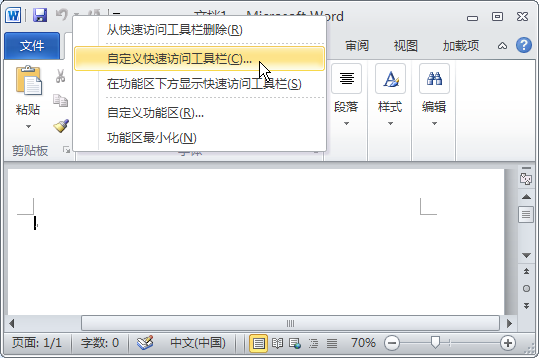 文档1 - Microsoft Word
从快速访问工具栏删除(R)
自定义快速访问工具栏(C)...
在功能区下方显示快速访问工具栏(S)
自定义功能区(R)...
功能区最小化(N)
文件
审阅
视图
加载项
粘贴
段落
样式
编辑
剪贴板
字体
页面: 1/1
字数: 0
中文(中国)
70%